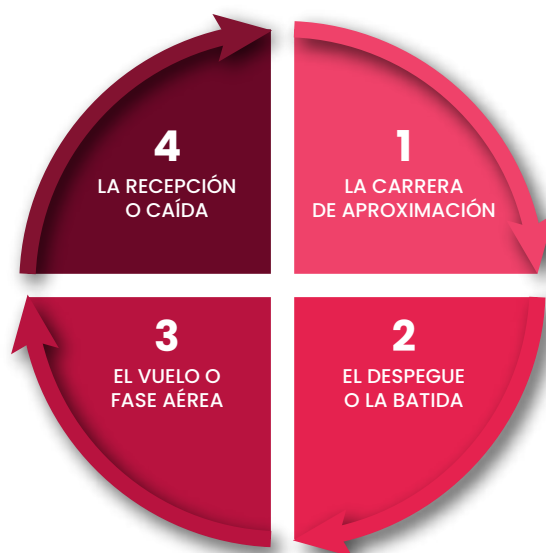 1
LA CARRERA
DE APROXIMACIÓN
2
EL DESPEGUE
O LA BATIDA
3
EL VUELO O
FASE AÉREA
4
LA RECEPCIÓN
O CAÍDA